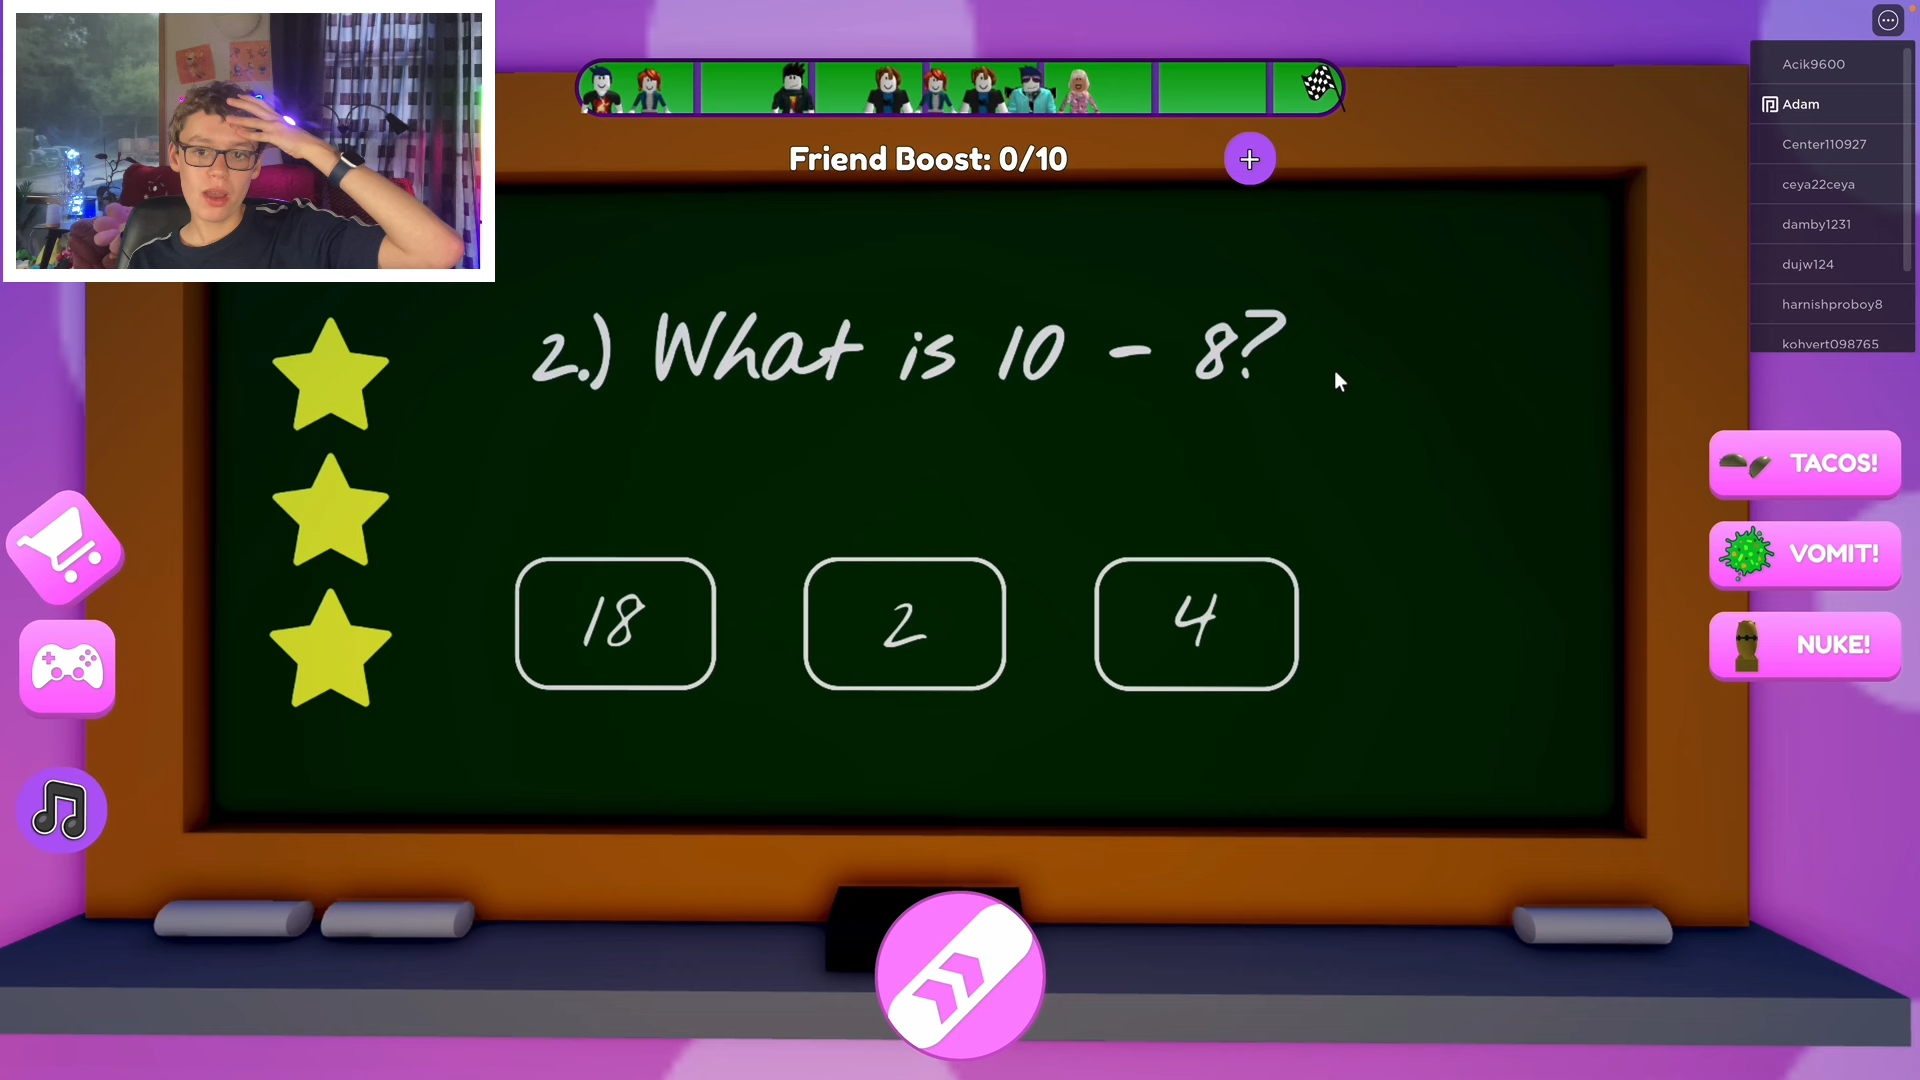 Friend Boost: 0/10
+
Acik9600
Adam
Center110927
ceya22ceya
damby1231
dujw124
harnishproboy8
kohvert098765
2.) What is 10 - 8?
18
2
4
TACOS!
VOMIT!
NUKE!